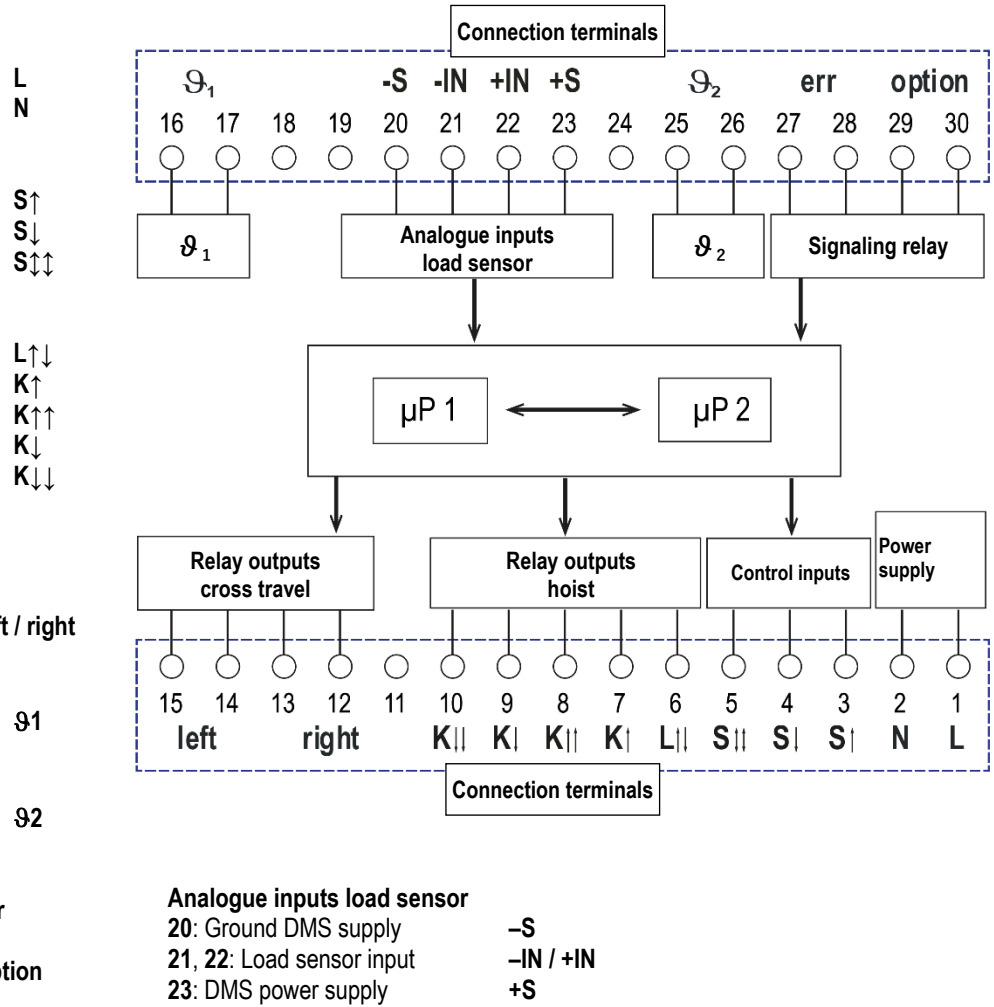 Connection terminals
L
N
ϑ1 -S -IN +IN +S ϑ2 err option
16 17 18 19 20 21 22 23 24 25 26 27 28 29 30
S↑
S↓
S↕↕
ϑ 1
Analogue inputs
load sensor
ϑ 2
Signaling relay
L↑↓
K↑
K↑↑
K↓
K↓↓
µP 1 µP 2
Relay outputs
cross travel
Relay outputs
hoist
Control inputs
Power
supply
/ right
15 14 13 12 11 10 9 8 7 6 5 4 3 2 1
left right K↓↓ K↓ K↑↑ K↑ L↑↓ S↕↕ S↓ S↑ N L
ϑ1
Connection terminals
ϑ2
Analogue inputs load sensor
20: Ground DMS supply –S
21, 22: Load sensor input –IN / +IN
23: DMS power supply +S